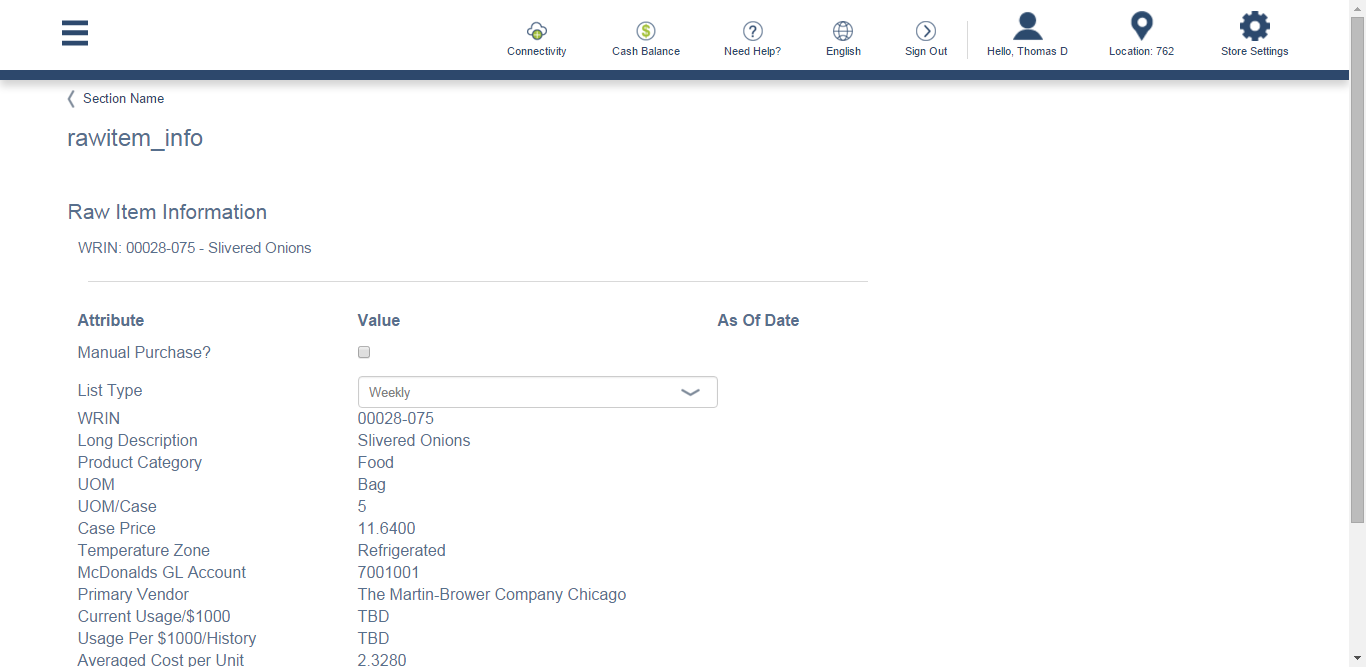 Connectivity Cash Balance Need Help? English Sign Out Hello, Thomas D Location: 762 Store Settings
Section Name
rawitem_info
Raw Item Information
WRIN: 00028-075 - Slivered Onions
Attribute Value As Of Date
Manual Purchase?
List Type Weekly
WRIN 00028-075
Long Description Slivered Onions
Product Category Food
UOM Bag
UOM/Case 5
Case Price 11.6400
Temperature Zone Refrigerated
McDonalds GL Account 7001001
Primary Vendor The Martin-Brower Company Chicago
Current Usage/$1000 TBD
Usage Per $1000/History TBD
Averaged Cost per Unit 2.3280